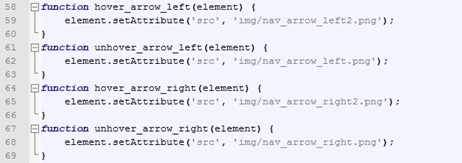 58 function hover_arrow_left(element) {
59 element.setAttribute('src', 'img/nav_arrow_left2.png');
60 }
61 function unhover_arrow_left(element) {
62 element.setAttribute('src', 'img/nav_arrow_left.png');
63 }
64 function hover_arrow_right(element) {
65 element.setAttribute('src', 'img/nav_arrow_right2.png');
66 }
67 function unhover_arrow_right(element) {
68 element.setAttribute('src', 'img/nav_arrow_right.png');
69 }